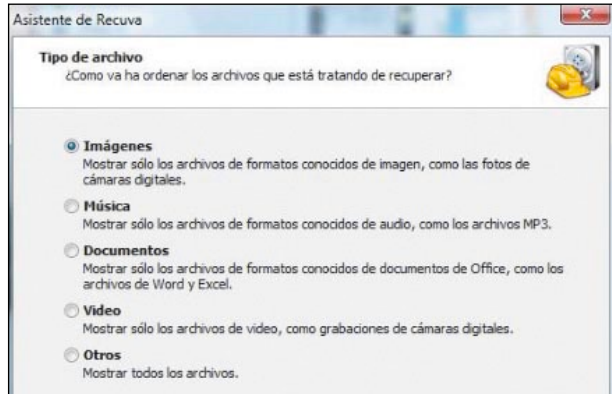 Asistente de Recuva
Tipo de archivo
¿Como va ha ordenar los archivos que está tratando de recuperar?
Imágenes
Mostrar sólo los archivos de formatos conocidos de imagen, como las fotos de
cámaras digitales.
Música
Mostrar sólo los archivos de formatos conocidos de audio, como los archivos MP3.
Documentos
Mostrar sólo los archivos de formatos conocidos de documentos de Office, como los
archivos de Word y Excel.
Video
Mostrar sólo los archivos de video, como grabaciones de cámaras digitales.
Otros
Mostrar todos los archivos.